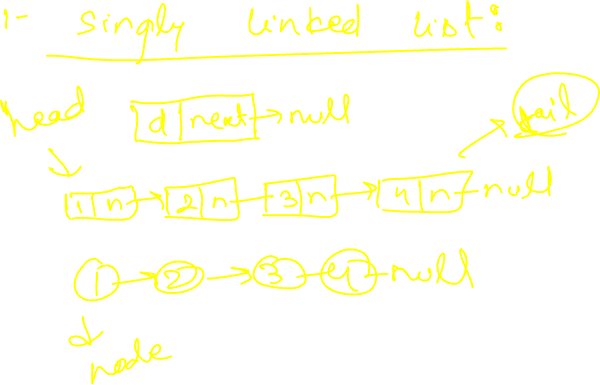 1- Singly linked list:
head d next null tail
1 n 2 n 3 n 4 n null
1 2 3 4 null
node